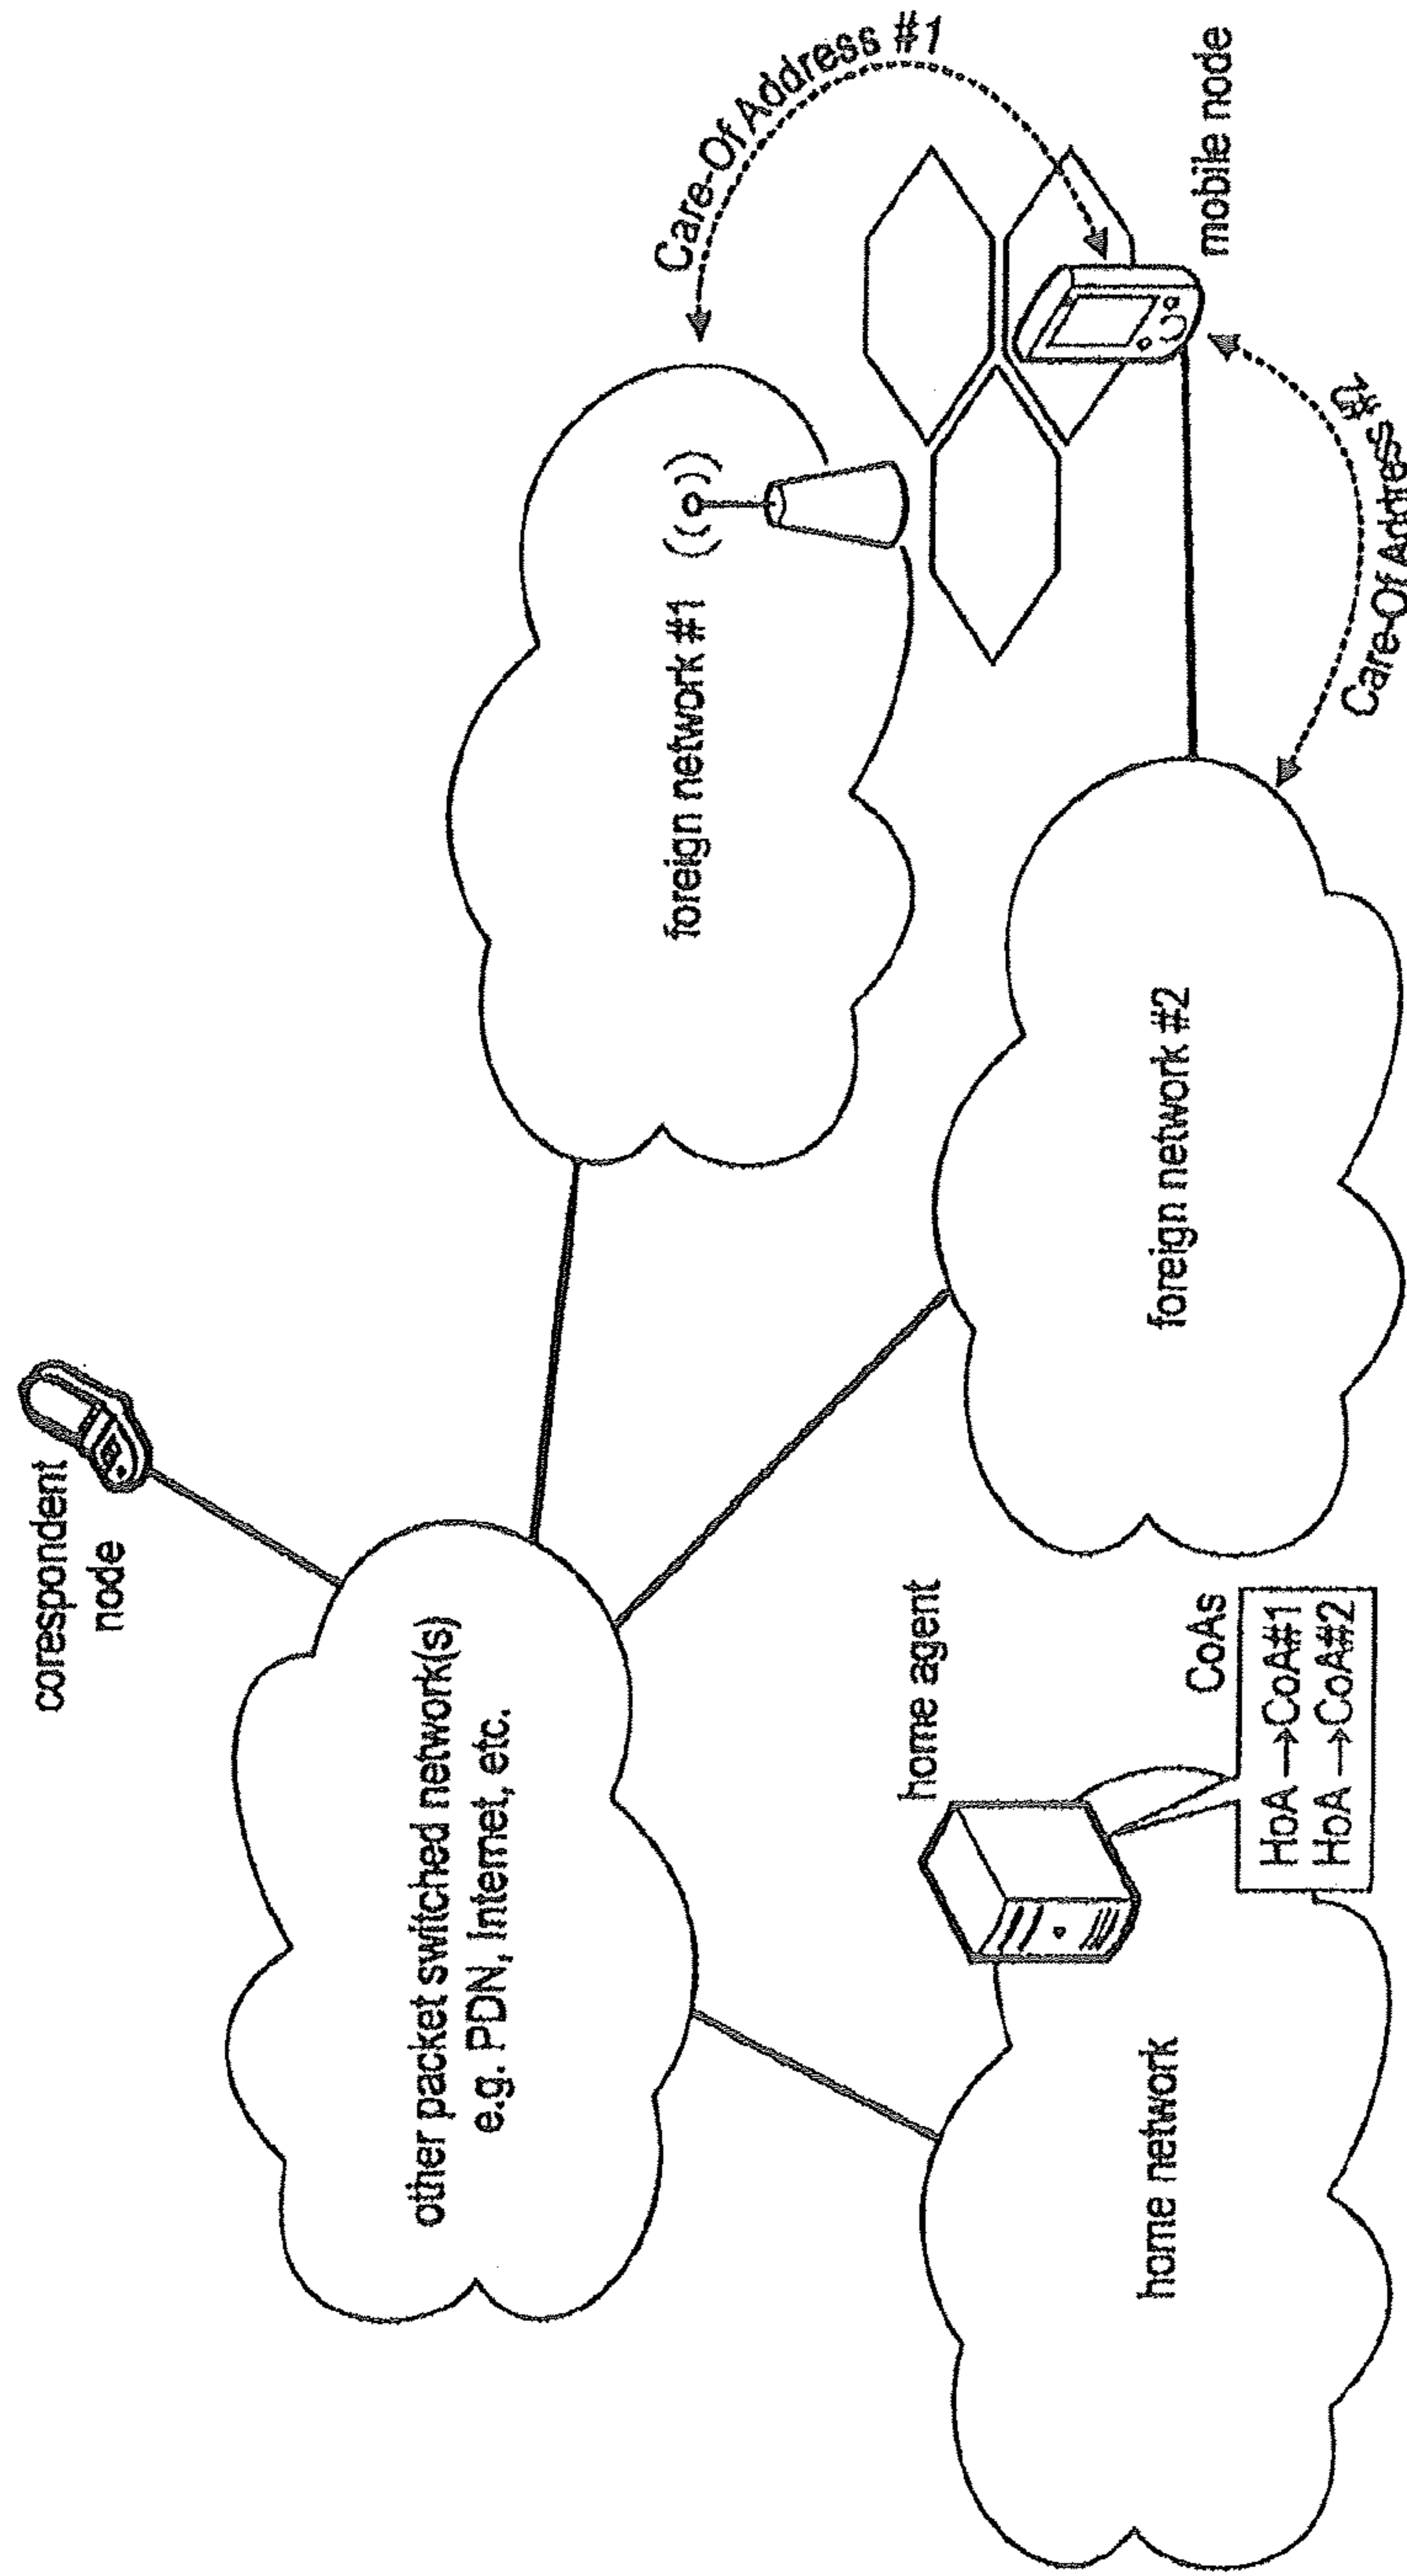 corespondent
node
other packet switched network(s)
e.g. PDN, Internet, etc.
foreign network #1
Care-Of Address #1
mobile node
foreign network #2
Care-Of Address #2
home agent
CoAs
HoA →CoA#1
HoA →CoA#2
home network